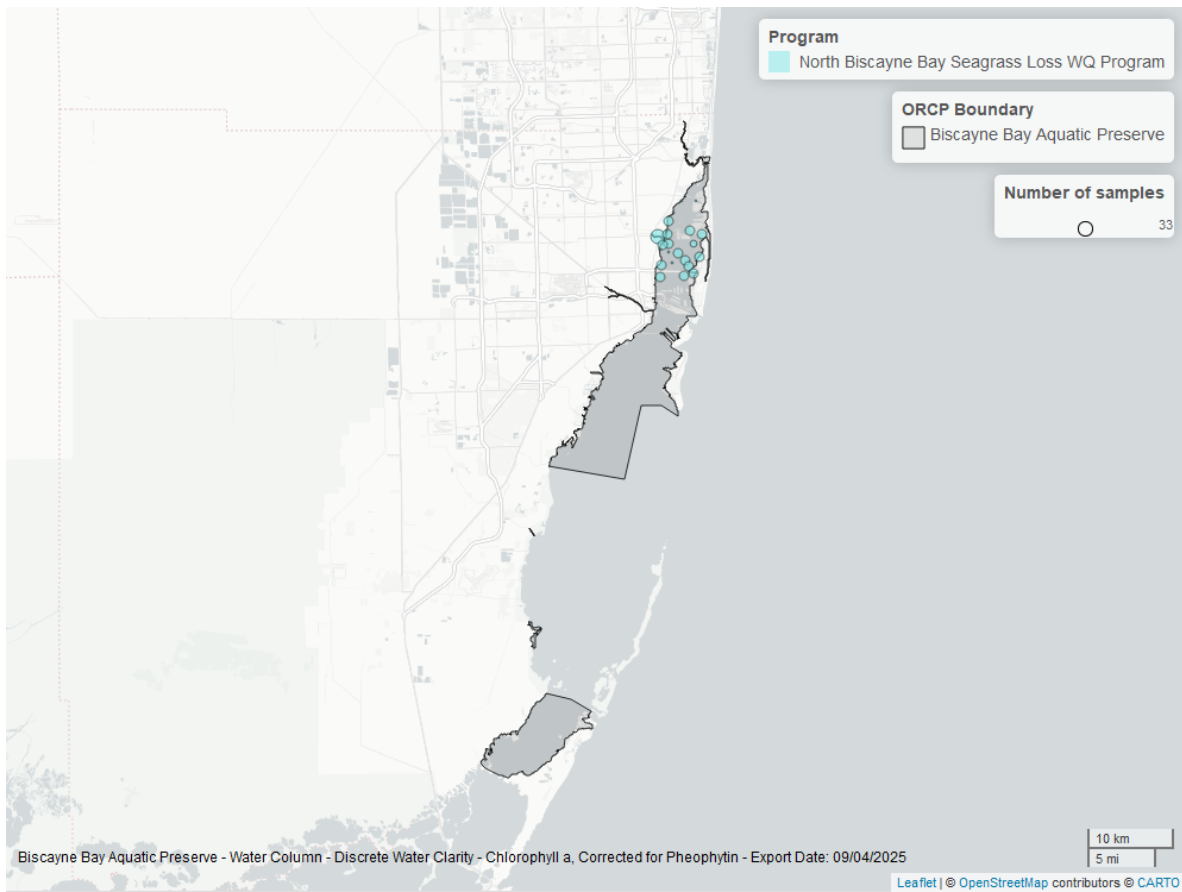 Program
North Biscayne Bay Seagrass Loss WQ Program
ORCP Boundary
Biscayne Bay Aquatic Preserve
Number of samples
33
10 km
5 mi
Biscayne Bay Aquatic Preserve - Water Column - Discrete Water Clarity - Chlorophyll a, Corrected for Pheophytin - Export Date: 09/04/2025
Leaflet | © OpenStreetMap contributors © CARTO